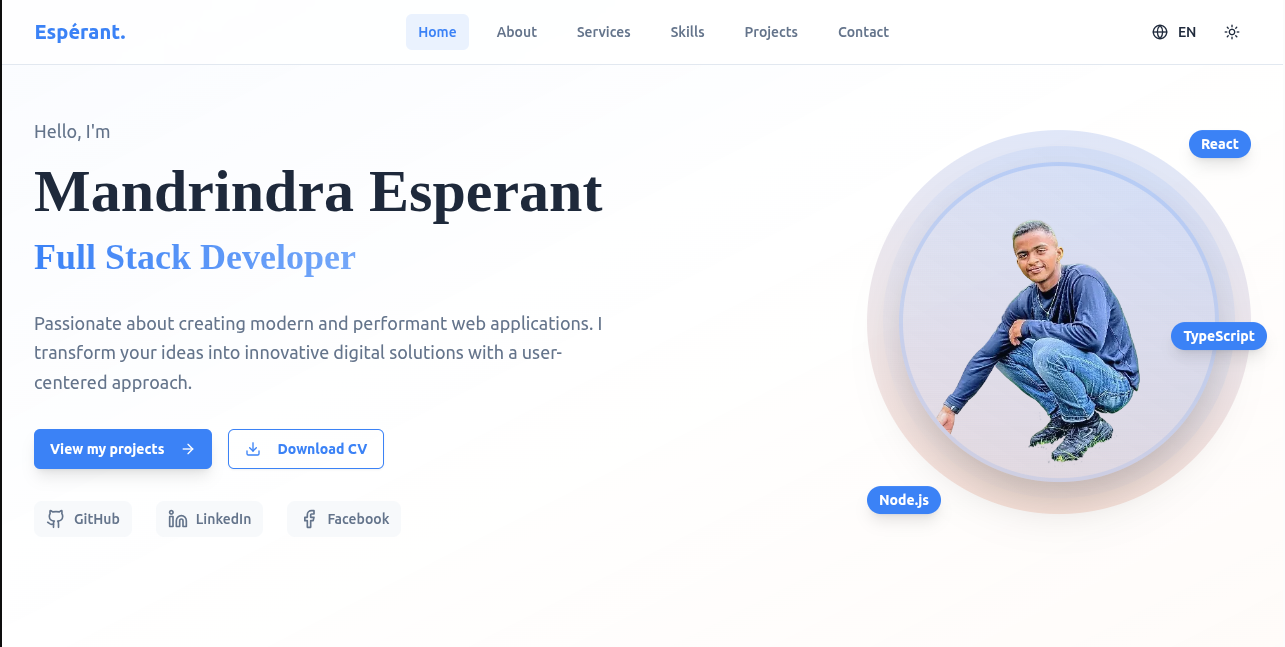 Espérant.
Home
About
Services
Skills
Projects
Contact
EN
Hello, I'm
Mandrindra Esperant
Full Stack Developer
Passionate about creating modern and performant web applications. I
transform your ideas into innovative digital solutions with a user-
centered approach.
View my projects
Download CV
GitHub
LinkedIn
Facebook
React
TypeScript
Node.js